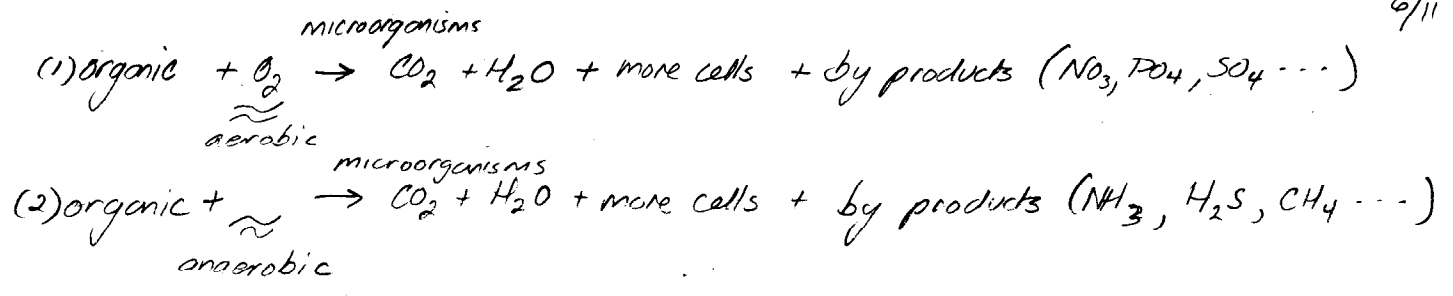 6/11
microorganisms
(1) organic + O₂ → CO₂ + H₂O + more cells + by products (NO₃, PO₄, SO₄ ---)
aerobic
microorganisms
(2) organic + → CO₂ + H₂O + more cells + by products (NH₃, H₂S, CH₄ ---)
anaerobic